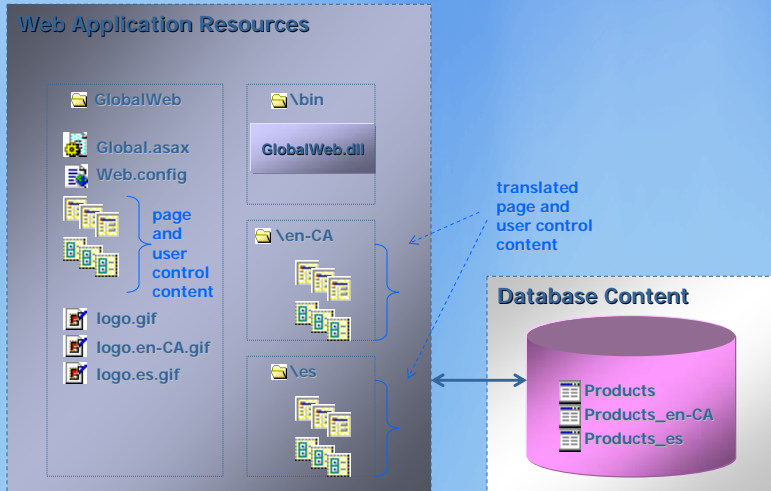 Web Application Resources
GlobalWeb
Global.asax
Web.config
page
and
user
control
content
logo.gif
logo.en-CA.gif
logo.es.gif
\bin
GlobalWeb.dll
\en-CA
\es
translated
page and
user control
content
Database Content
Products
Products_en-CA
Products_es